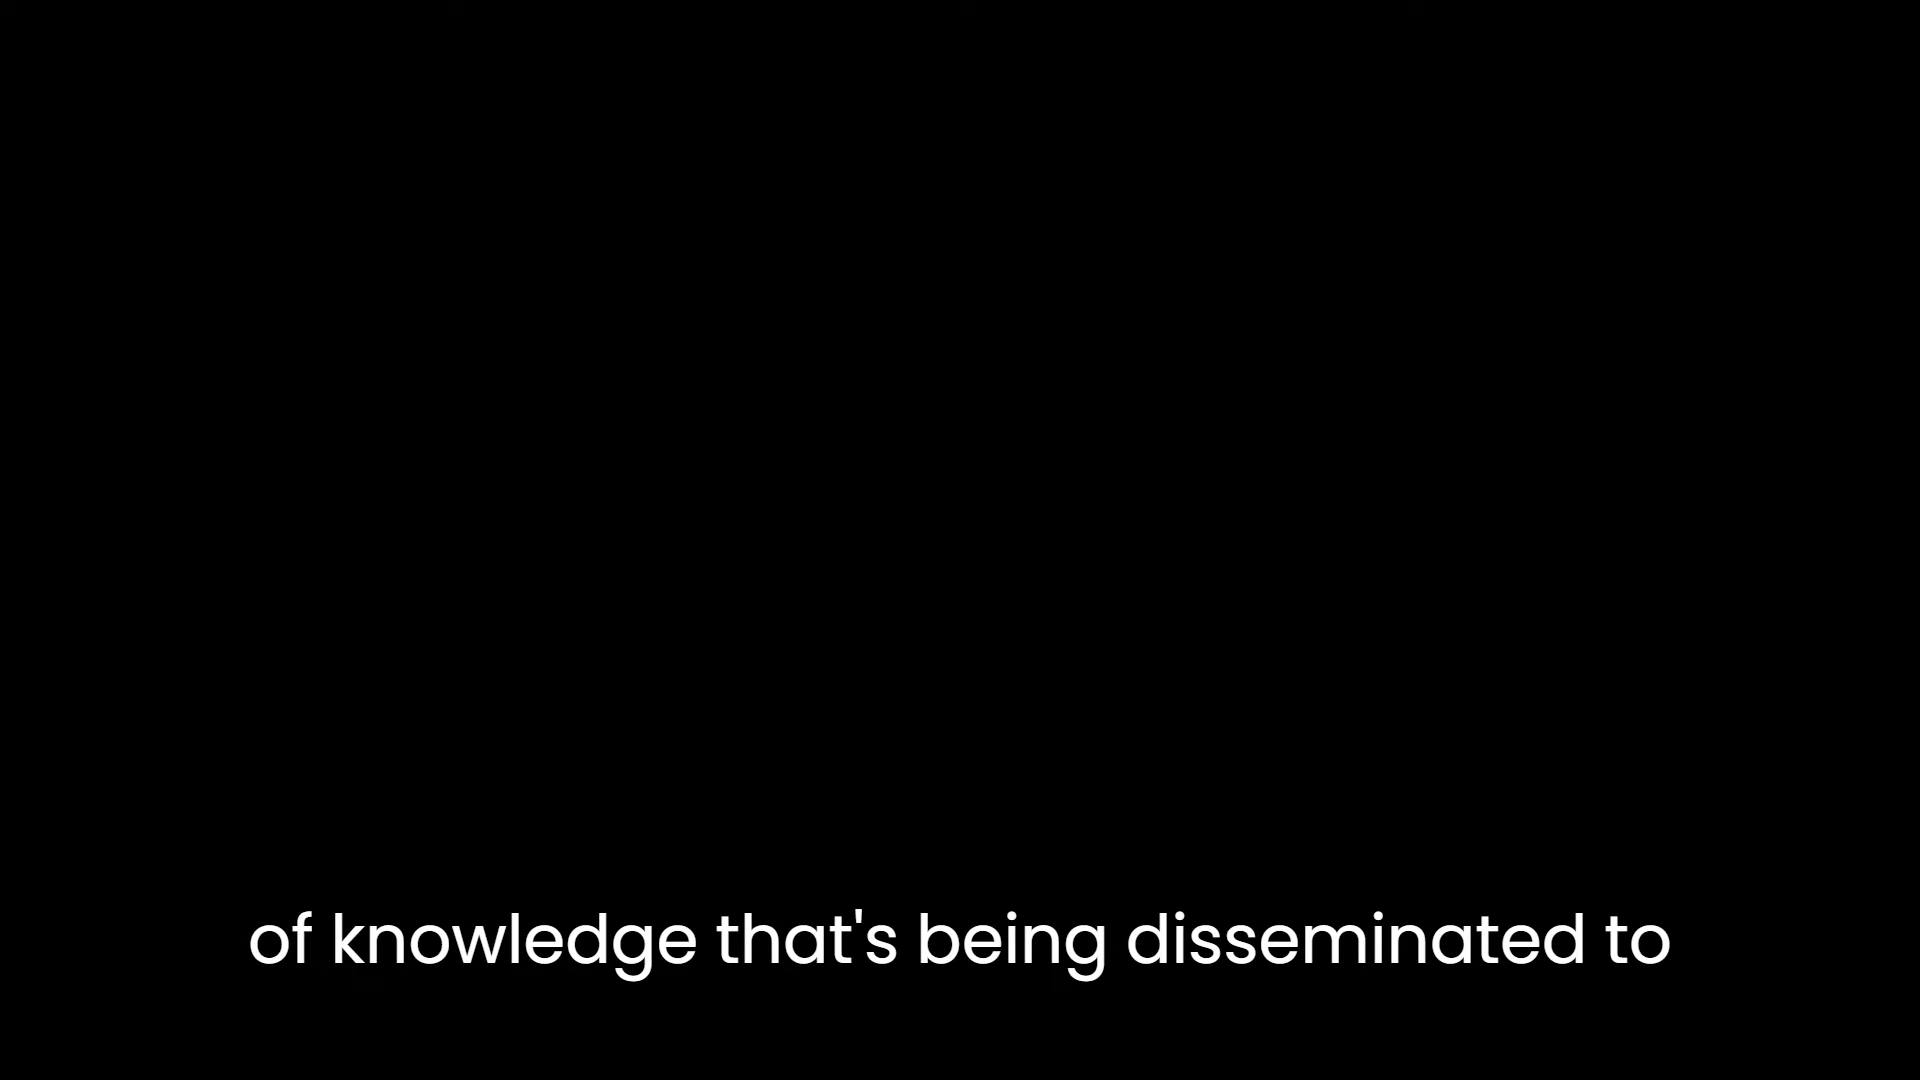 of knowledge that's being disseminated to